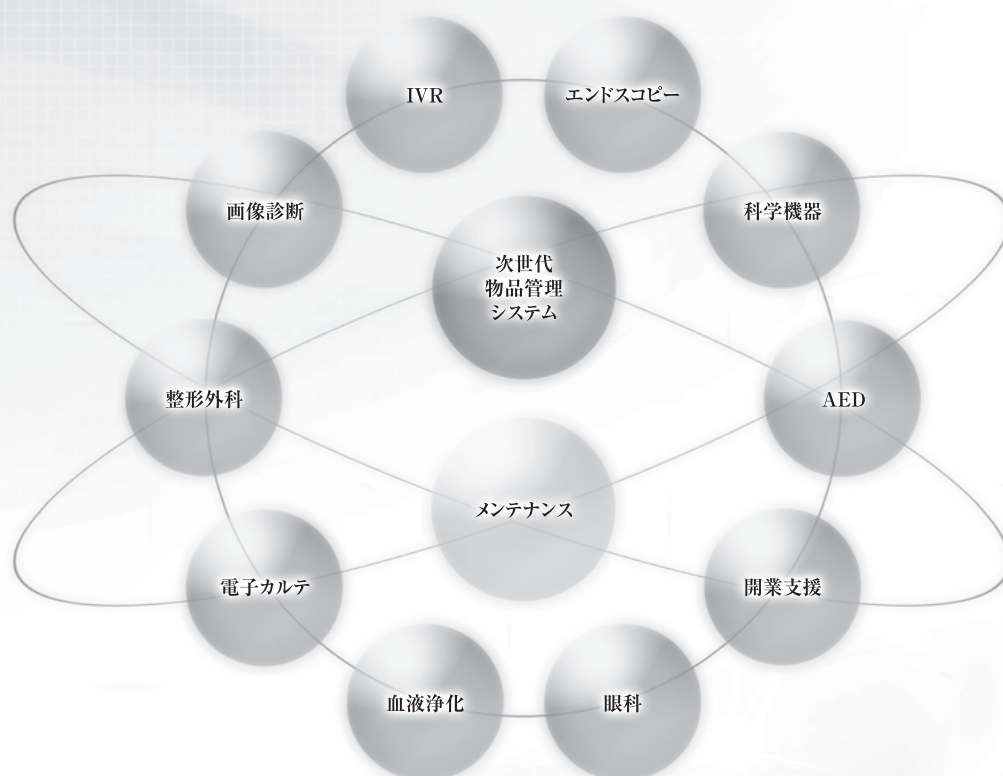 IVR
エンドスコピー
画像診断
科学機器
次世代
物品管理
システム
整形外科
AED
メンテナンス
電子カルテ
開業支援
血液浄化
眼科